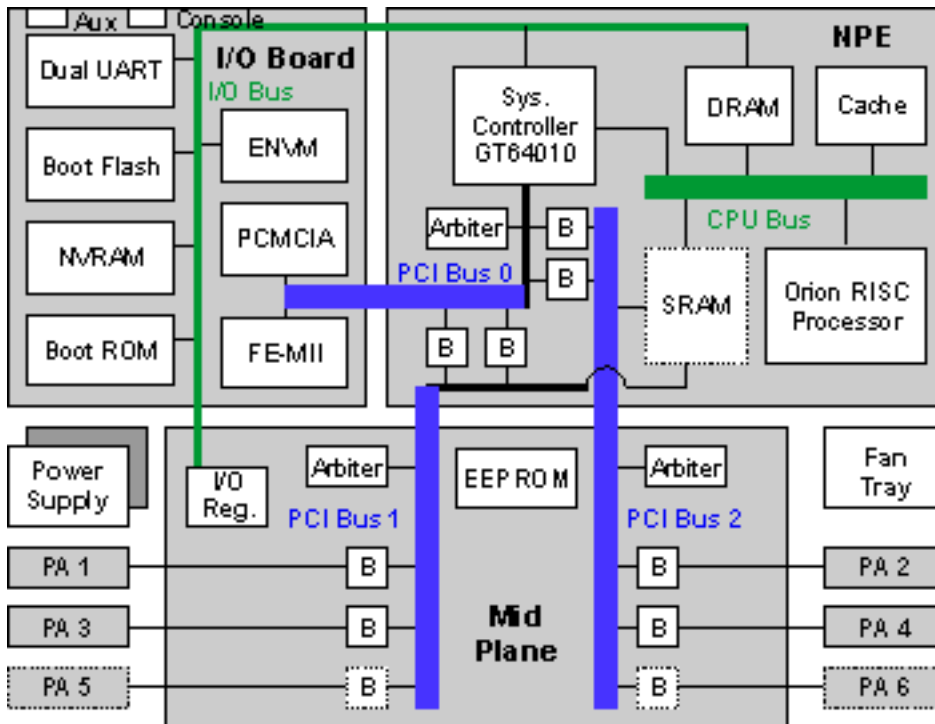 Aux
Console
Dual UART
I/O Board
I/O Bus
Boot Flash
ENVM
NVRAM
PCMCIA
Boot ROM
FE-MII
NPE
Sys.
Controller
GT64010
DRAM
Cache
CPU Bus
Arbiter
B
PCI Bus 0
B
SRAM
Orion RISC
Processor
B
B
Power
Supply
I/O
Reg.
Arbiter
EEPROM
Arbiter
Fan
Tray
PCI Bus 1
PCI Bus 2
PA 1
B
B
PA 2
PA 3
B
Mid
Plane
B
PA 4
PA 5
B
B
PA 6